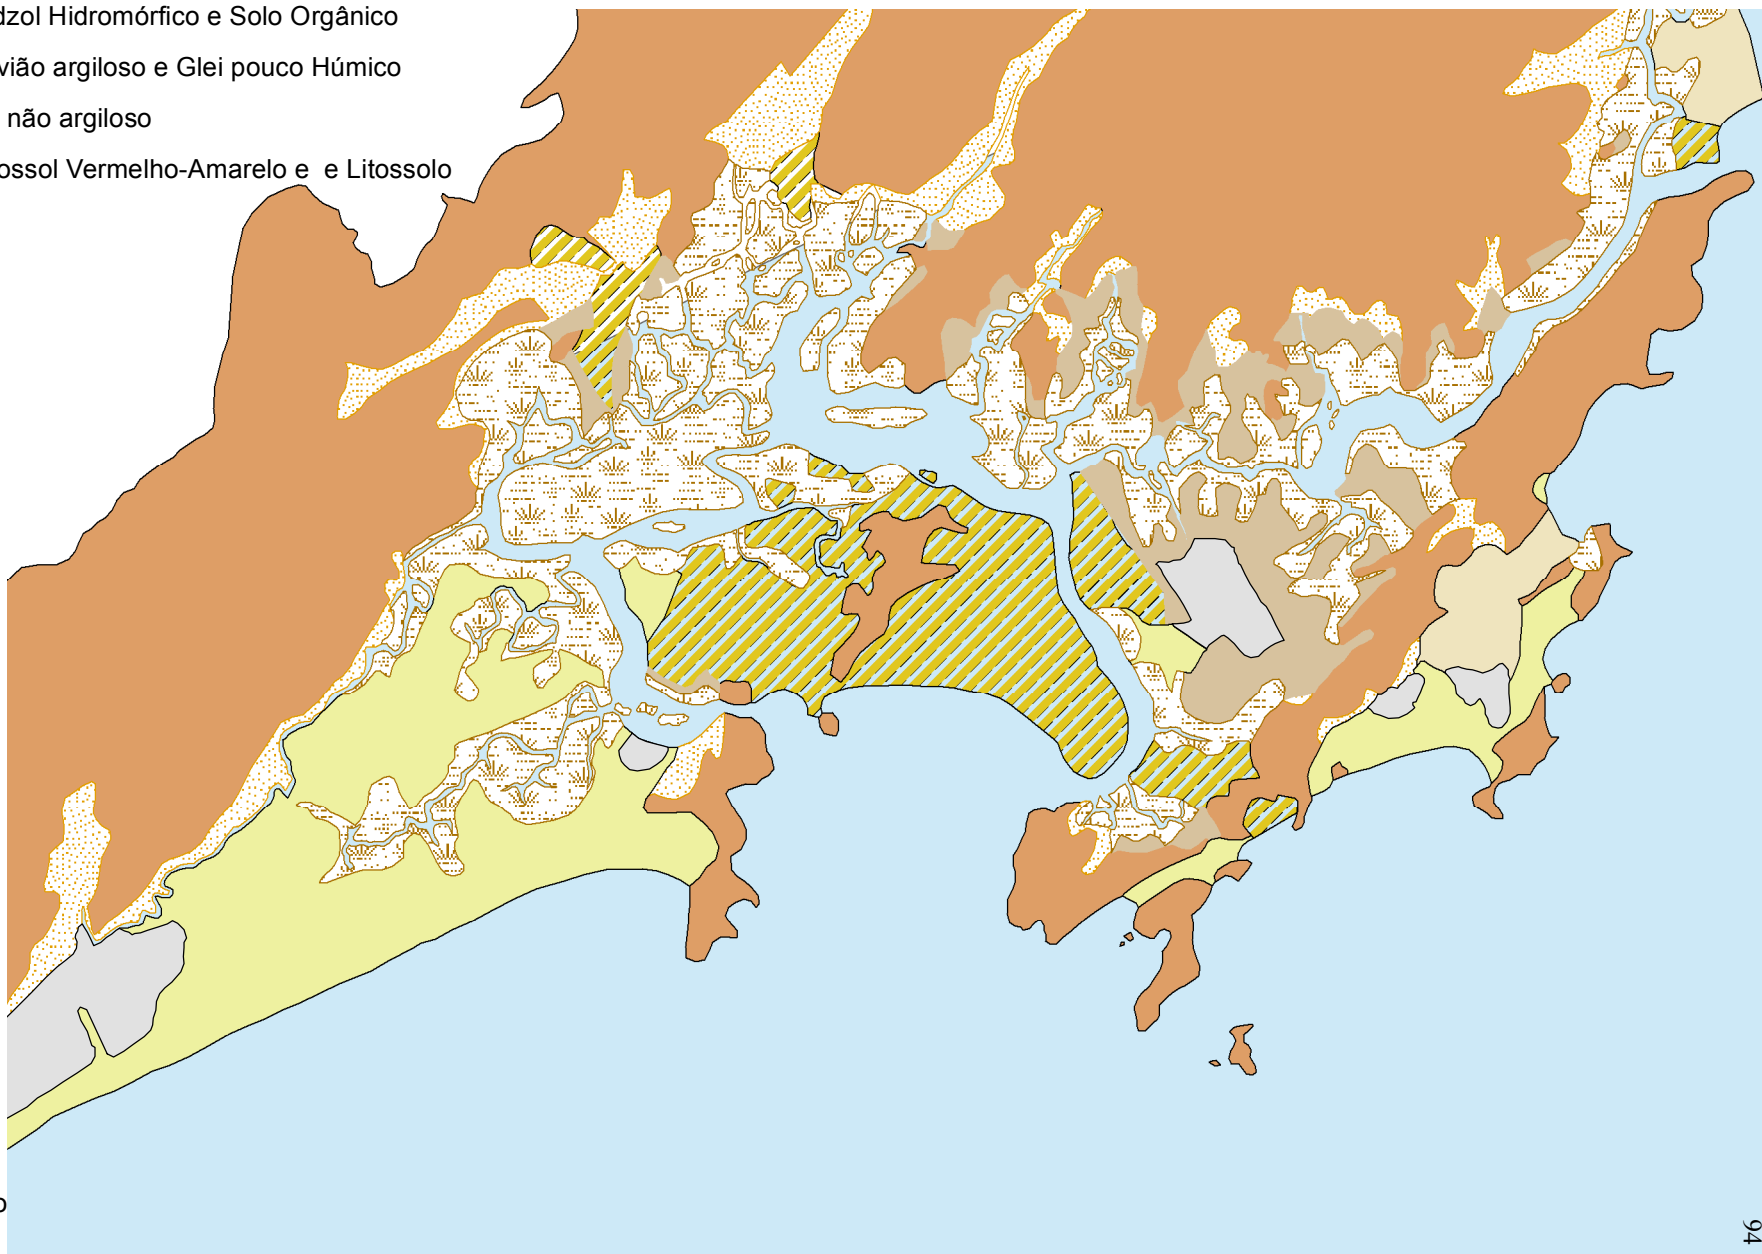 dzol Hidromórfico e Solo Orgânico
vião argiloso e Glei pouco Húmico
não argiloso
ossol Vermelho-Amarelo e  e Litossolo
o
94